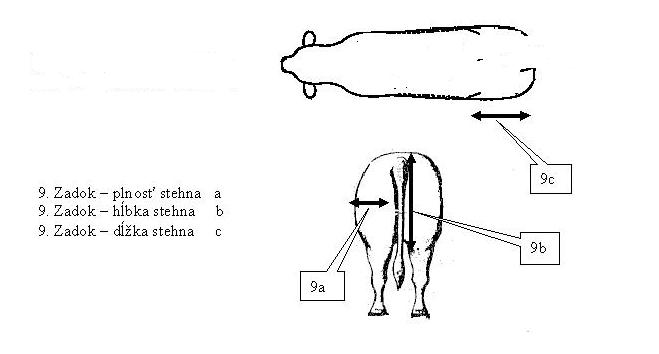 9c
9. Zadok – plnosť stehna a
9. Zadok – hĺbka stehna b
9. Zadok – dĺžka stehna c
9b
9a